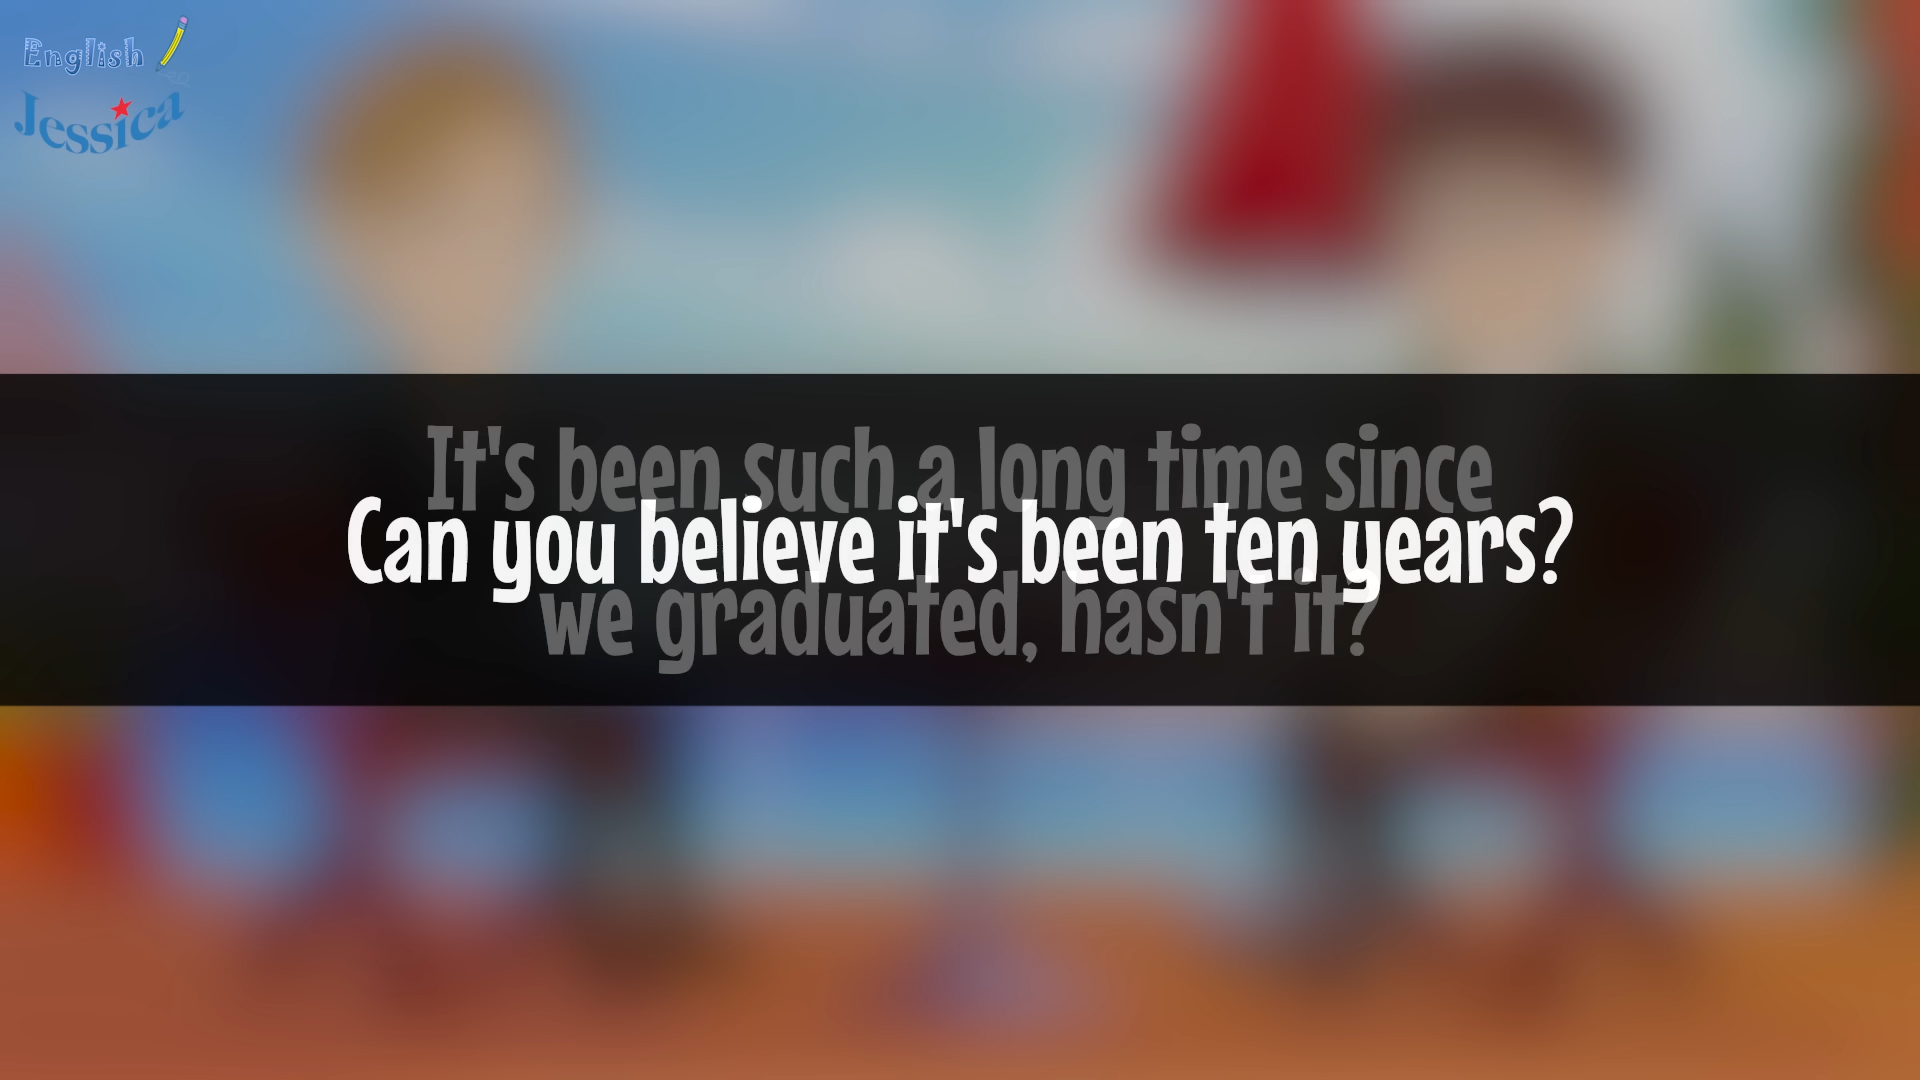 English
Jessica
It's been such a long time since
Can you believe it's been ten years?
we graduated, hasn't it?